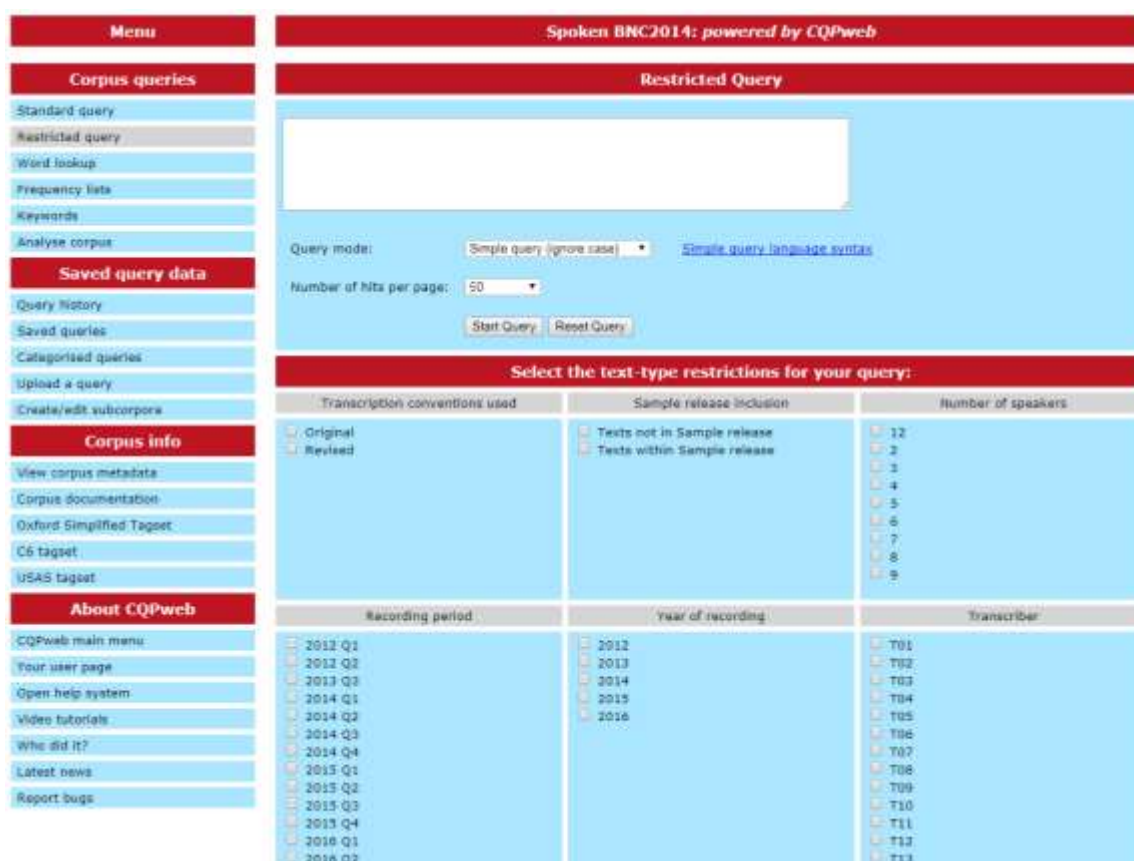 Menu
Corpus queries
Standard query
Restricted query
Word lookup
Frequency lists
Keywords
Analyse corpus
Saved query data
Query history
Saved queries
Categorised queries
Upload a query
Create/edit subcorpora
Corpus info
View corpus metadata
Corpus documentation
Oxford Simplified Tagset
C6 tagset
USAS tagset
About CQPweb
CQPweb main menu
Your user page
Open help system
Video tutorials
Who did it?
Latest news
Report bugs
Spoken BNC2014: powered by CQPweb
Restricted Query
Query mode: Simple query (ignore case) Simple query language syntax
Number of hits per page: 50
Start Query Reset Query
Select the text-type restrictions for your query:
Transcription conventions used
Original
Revised
Sample release inclusion
Texts not in Sample release
Texts within Sample release
Number of speakers
12
2
3
4
5
6
7
8
9
Recording period
2012 Q1
2012 Q2
2013 Q3
2014 Q1
2014 Q2
2014 Q3
2014 Q4
2015 Q1
2015 Q2
2015 Q3
2015 Q4
2016 Q1
2016 Q2
Year of recording
2012
2013
2014
2015
2016
Transcriber
T01
T02
T03
T04
T05
T06
T07
T08
T09
T10
T11
T12
T13